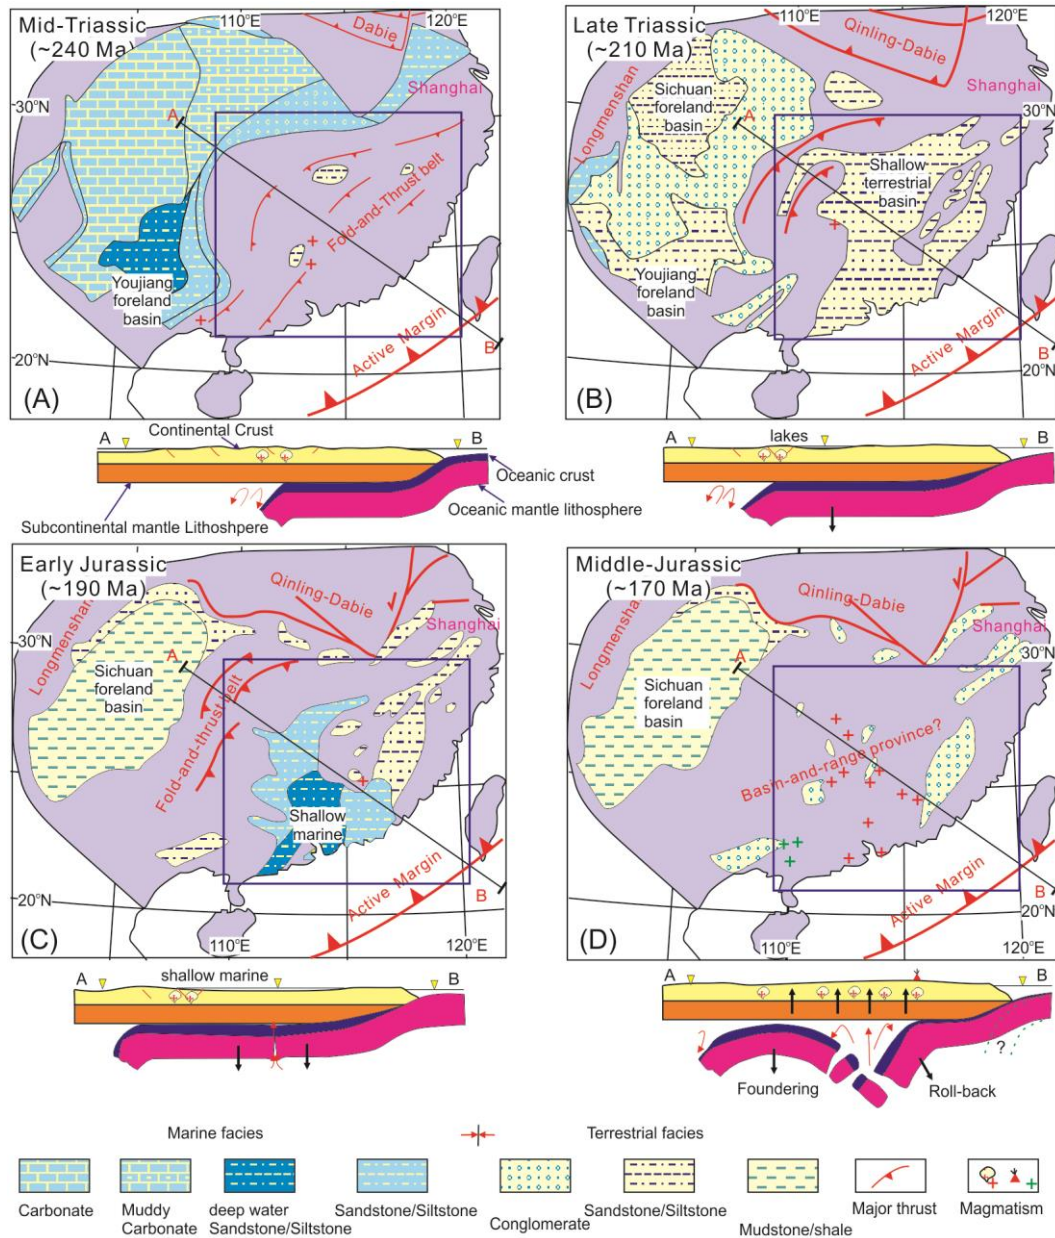 110°E
120°E
Mid-Triassic
(~240 Ma)
Dabie
Shanghai
30°N
A
Fold-and-Thrust belt
Youjiang
foreland
basin
Active Margin
B
20°N
(A)
110°E
120°E
Late Triassic
(~210 Ma)
Qinling-Dabie
Longmenshan
Shanghai
Sichuan
foreland
basin
30°N
A
Shallow
terrestrial
basin
Youjiang
foreland
basin
Active Margin
B
20°N
(B)
A
Continental Crust
B
Oceanic crust
Oceanic mantle lithosphere
Subcontinental mantle Lithoshpere
A
lakes
B
Early Jurassic
(~190 Ma)
Qinling-Dabie
Longmenshan
Shanghai
30°N
A
Sichuan
foreland
basin
Fold-and-thrust belt
Shallow
marine
Active Margin
B
20°N
(C)
110°E
120°E
Middle-Jurassic
(~170 Ma)
Qinling-Dabie
Longmenshan
Shanghai
30°N
A
Sichuan
foreland
basin
Basin-and-range province?
Active Margin
B
20°N
(D)
110°E
120°E
A
shallow marine
B
A
B
?
Foundering
Roll-back
Marine facies
Terrestrial facies
Carbonate
Muddy
Carbonate
deep water
Sandstone/Siltstone
Sandstone/Siltstone
Conglomerate
Sandstone/Siltstone
Mudstone/shale
Major thrust
Magmatism